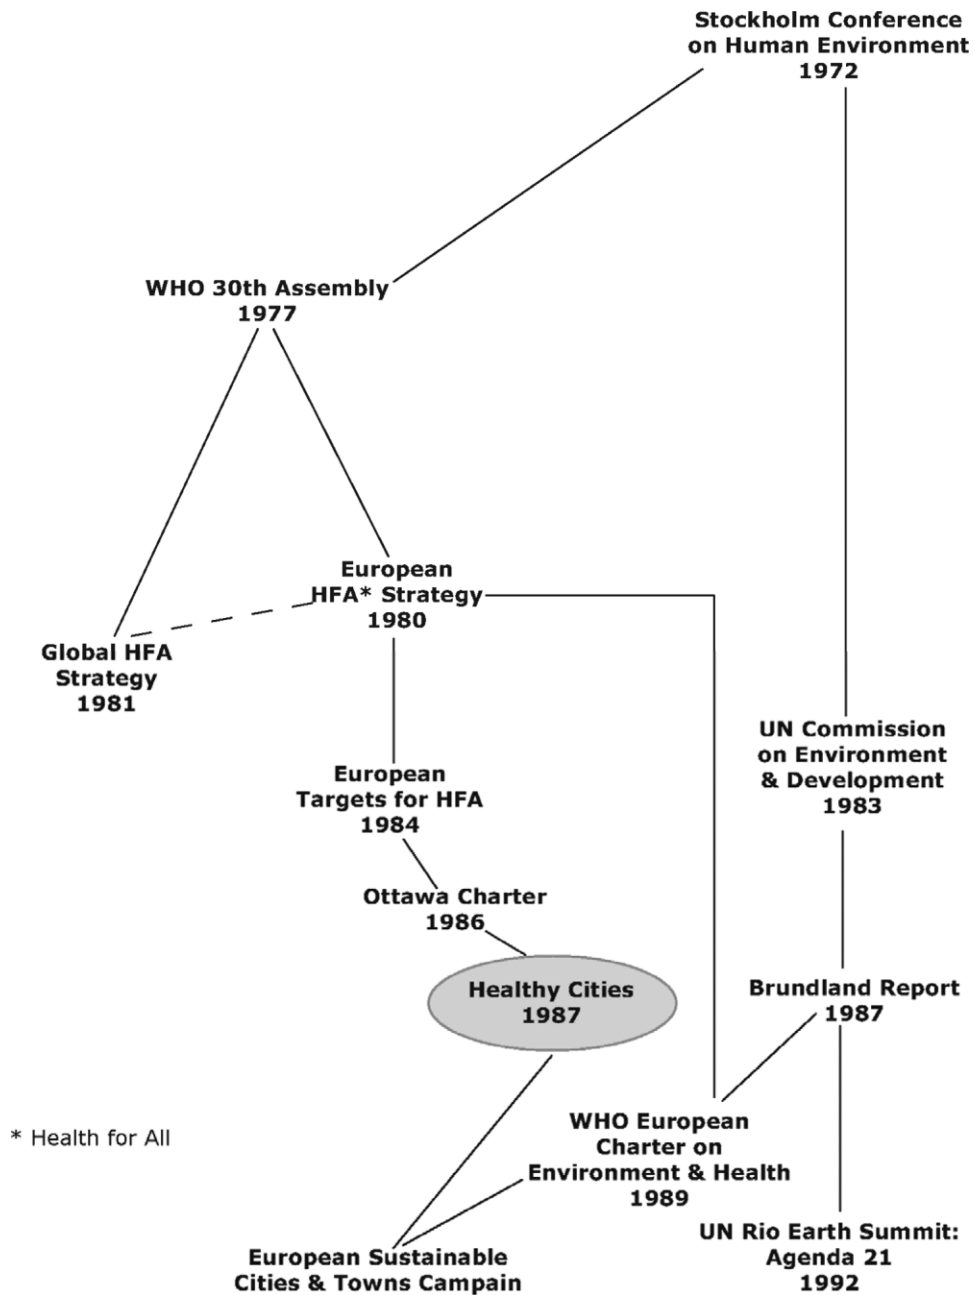 Stockholm Conference
on Human Environment
1972
WHO 30th Assembly
1977
European
HFA* Strategy
1980
Global HFA
Strategy
1981
UN Commission
on Environment
& Development
1983
European
Targets for HFA
1984
Ottawa Charter
1986
Healthy Cities
1987
Brundland Report
1987
WHO European
Charter on
Environment & Health
1989
* Health for All
UN Rio Earth Summit:
Agenda 21
1992
European Sustainable
Cities & Towns Campain